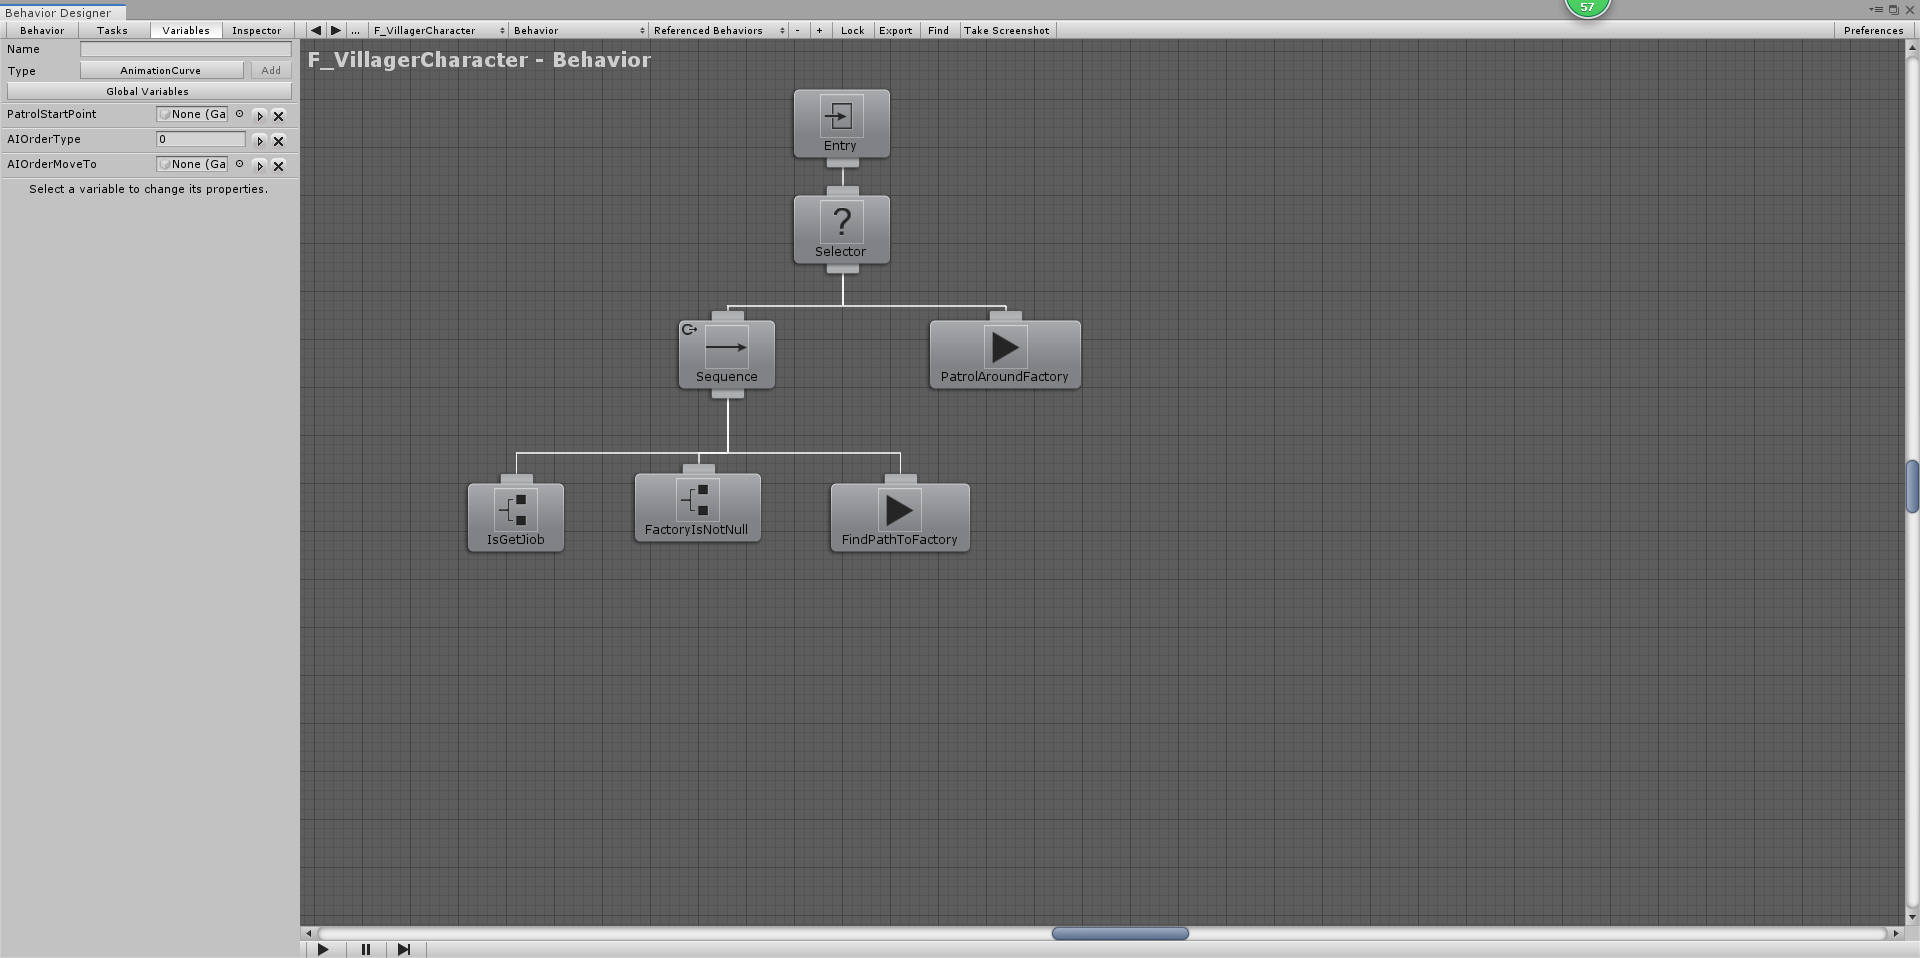 Behavior Designer
57
Behavior Tasks Variables Inspector ... F_VillagerCharacter Behavior Referenced Behaviors - + Lock Export Find Take Screenshot Preferences
Name
Type AnimationCurve Add
Global Variables
PatrolStartPoint None (Ga
AIOrderType 0
AIOrderMoveTo None (Ga
Select a variable to change its properties.
F_VillagerCharacter - Behavior
Entry
?
Selector
Sequence
PatrolAroundFactory
IsGetJiob
FactoryIsNotNull
FindPathToFactory